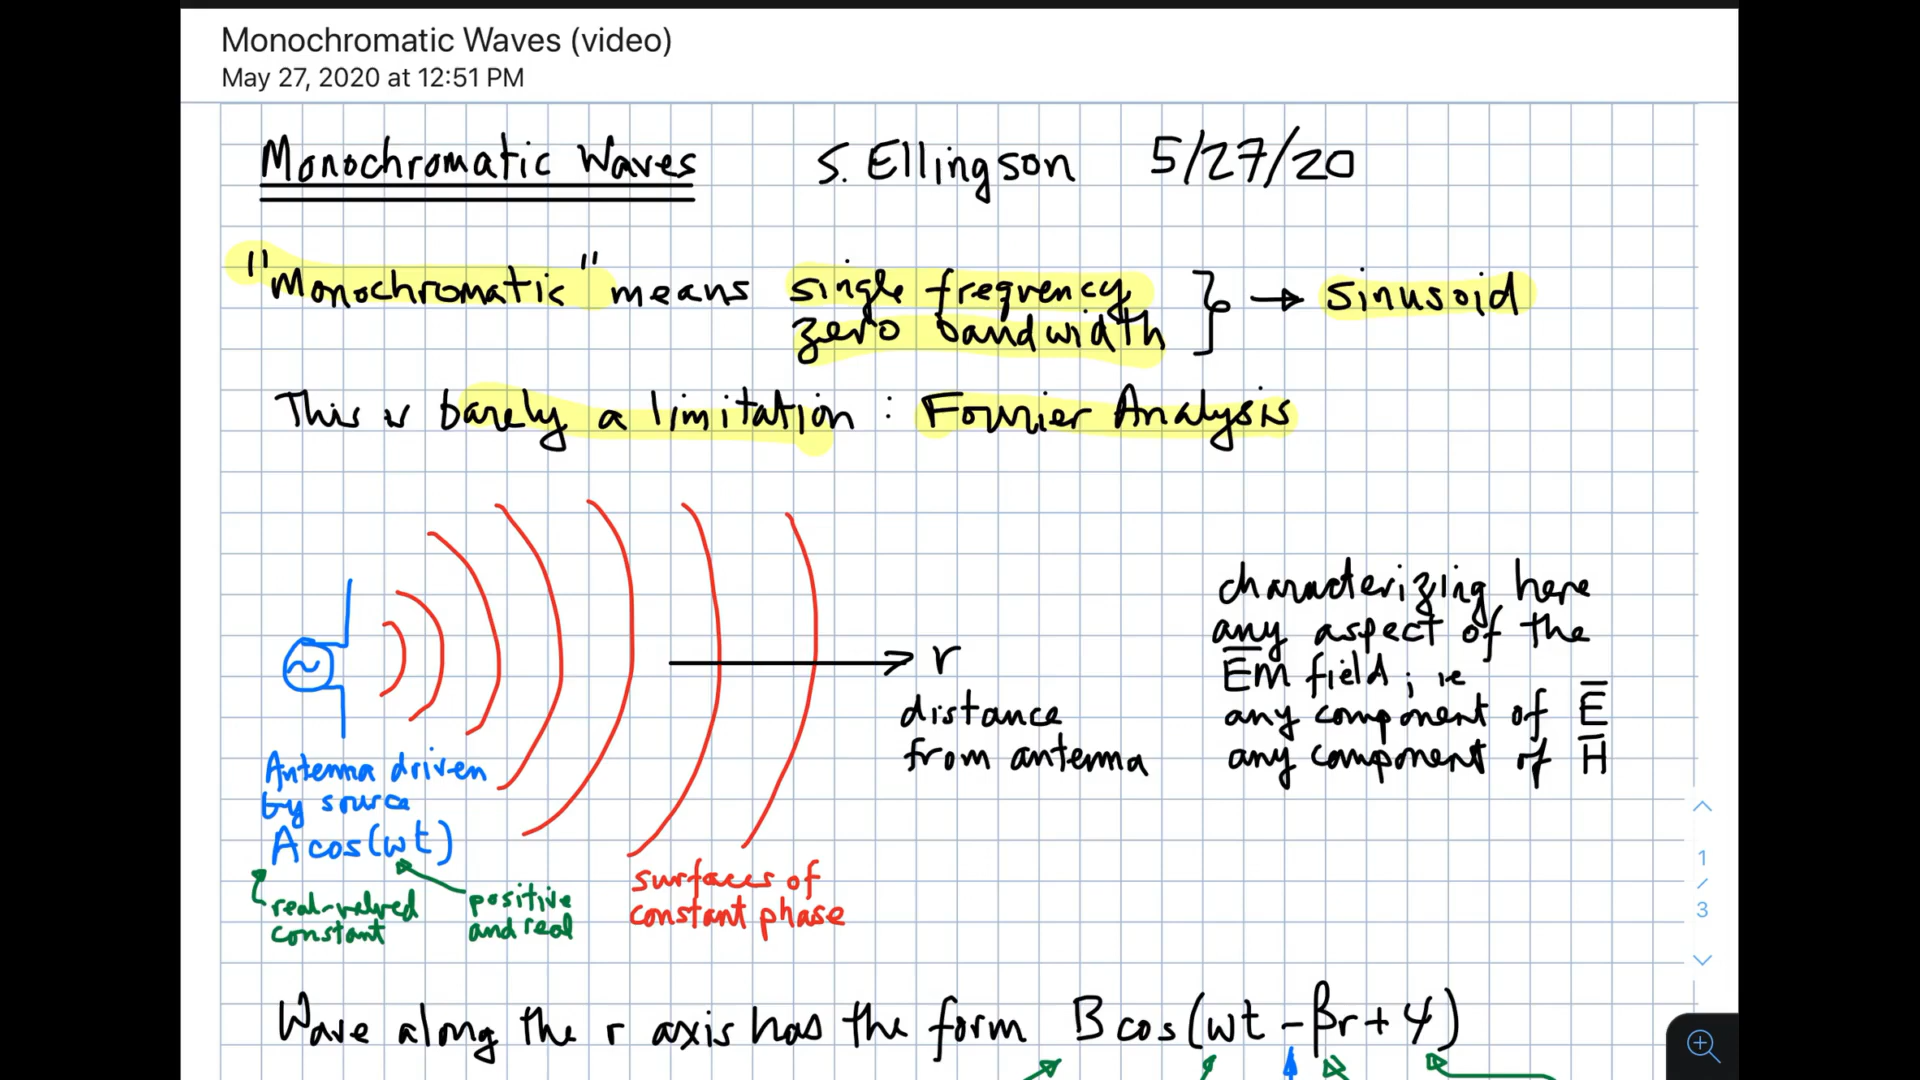 Monochromatic Waves (video)
May 27, 2020 at 12:51 PM
Monochromatic Waves S. Ellingson 5/27/20
"Monochromatic" means single frequency } → sinusoid
zero bandwidth
This is barely a limitation : Fourier Analysis
characterizing here
any aspect of the
EM field; ie
any component of E̅
any component of H̅
r
distance
from antenna
Antenna driven
by source
A cos(ωt)
real-valued
constant
positive
and real
surfaces of
constant phase
1
/
3
Wave along the r axis has the form B cos(ωt - βr + ψ)